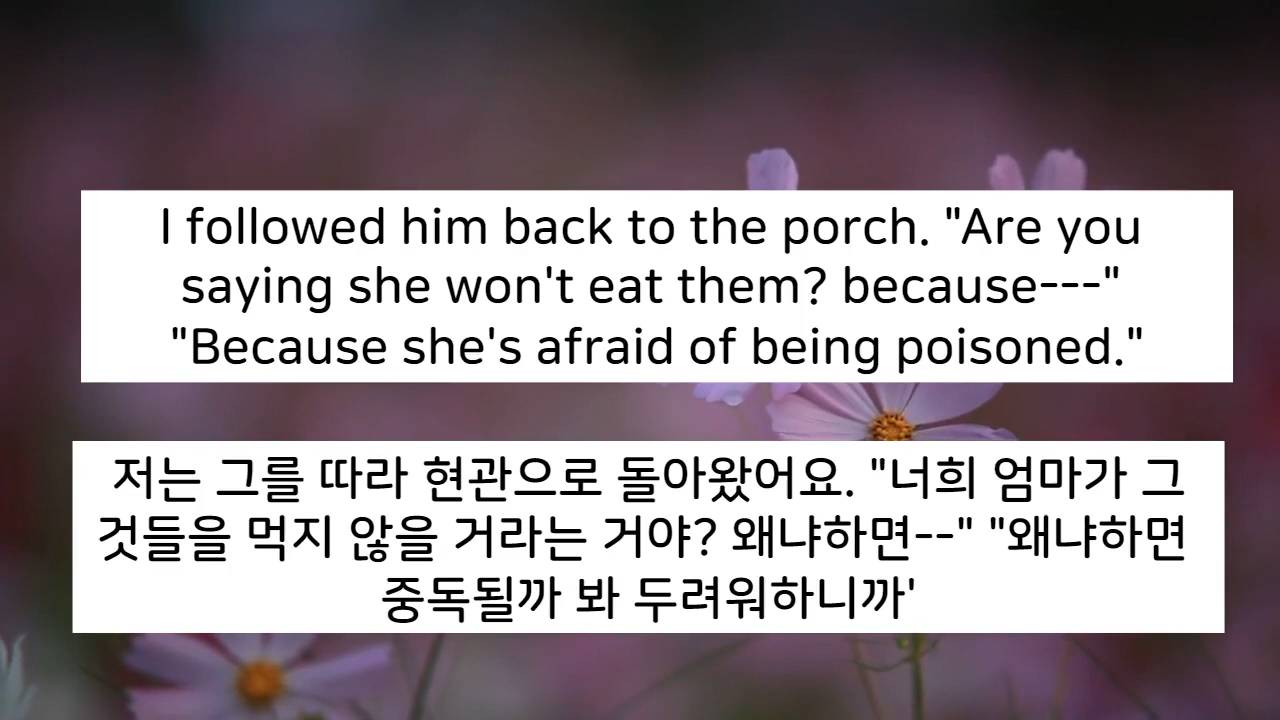 I followed him back to the porch. "Are you
saying she won't eat them? because---"
"Because she's afraid of being poisoned."
저는 그를 따라 현관으로 돌아왔어요. "너희 엄마가 그
것들을 먹지 않을 거라는 거야? 왜냐하면--" "왜냐하면
중독될까 봐 두려워하니까'